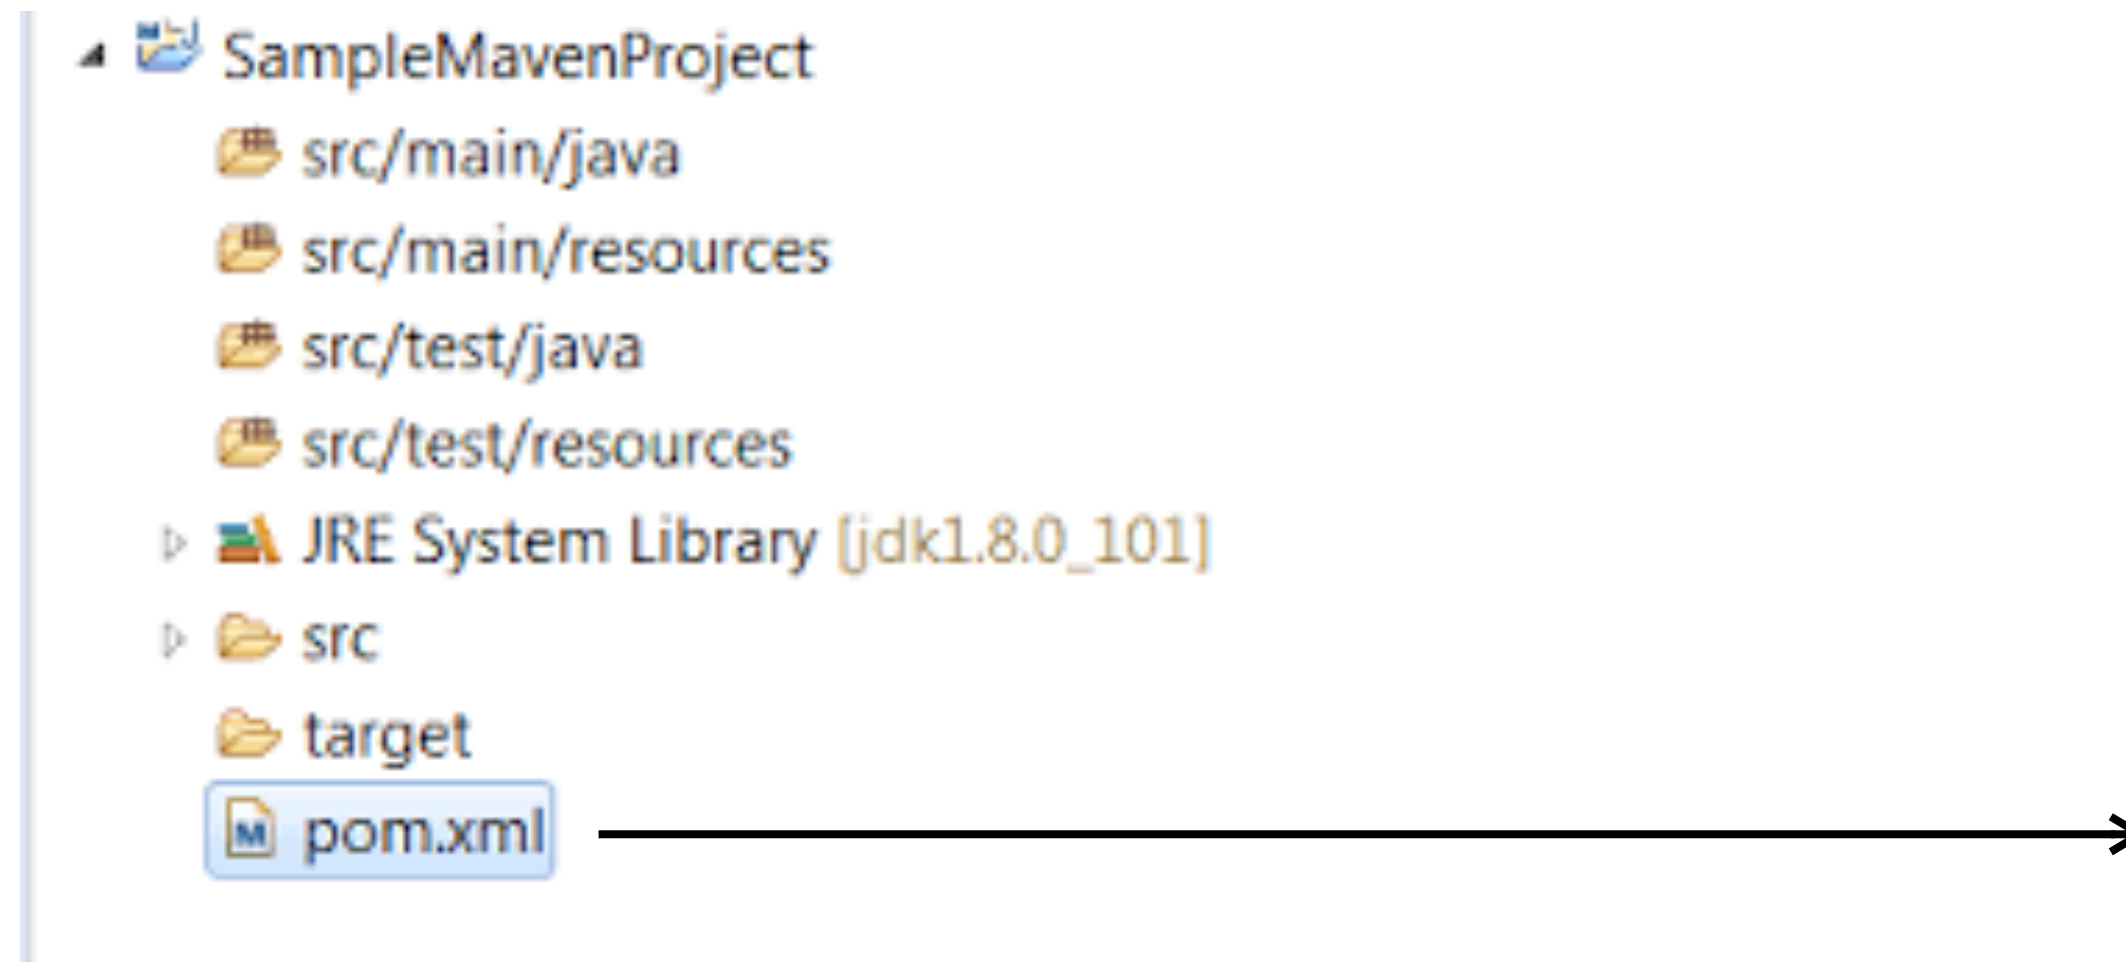 SampleMavenProject
src/main/java
src/main/resources
src/test/java
src/test/resources
JRE System Library [jdk1.8.0_101]
src
target
pom.xml